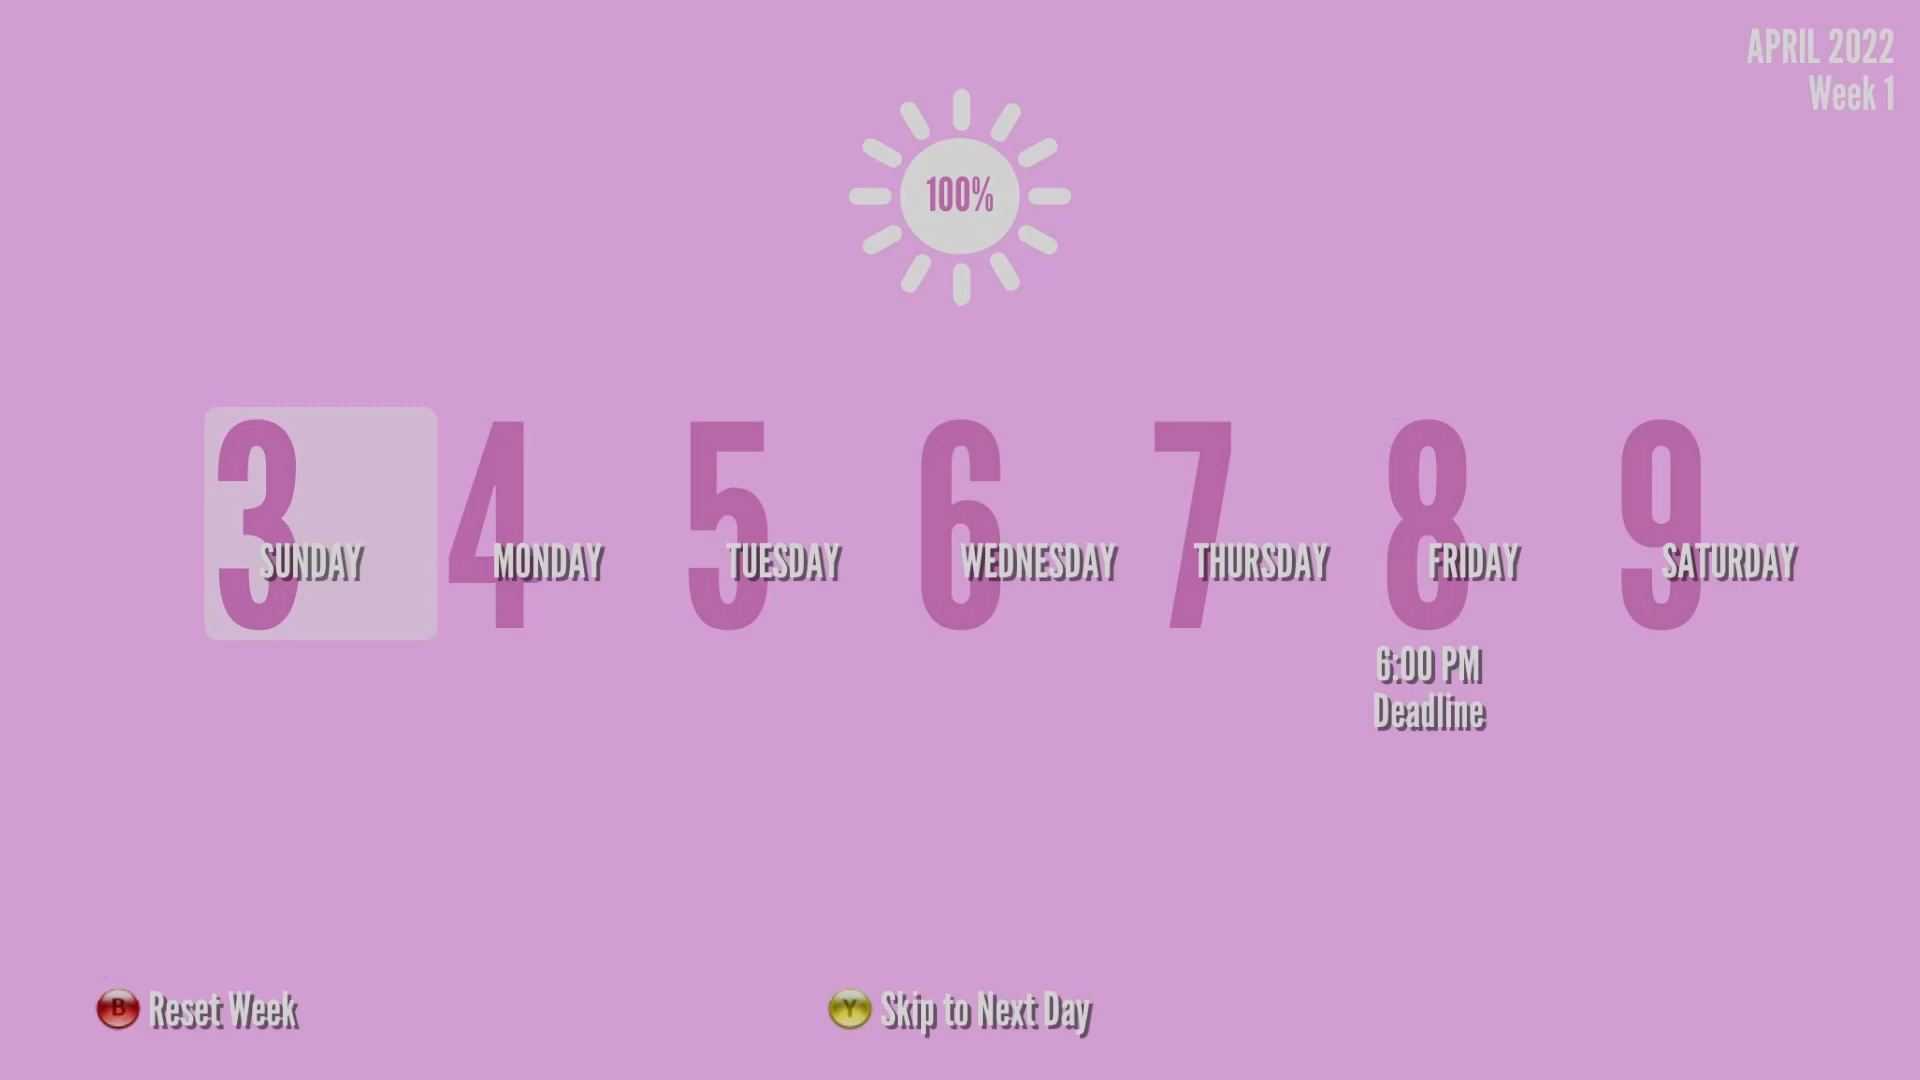 APRIL 2022
Week 1
100%
3 4 5 6 7 8 9
SUNDAY MONDAY TUESDAY WEDNESDAY THURSDAY FRIDAY SATURDAY
6:00 PM
Deadline
B Reset Week
Y Skip to Next Day